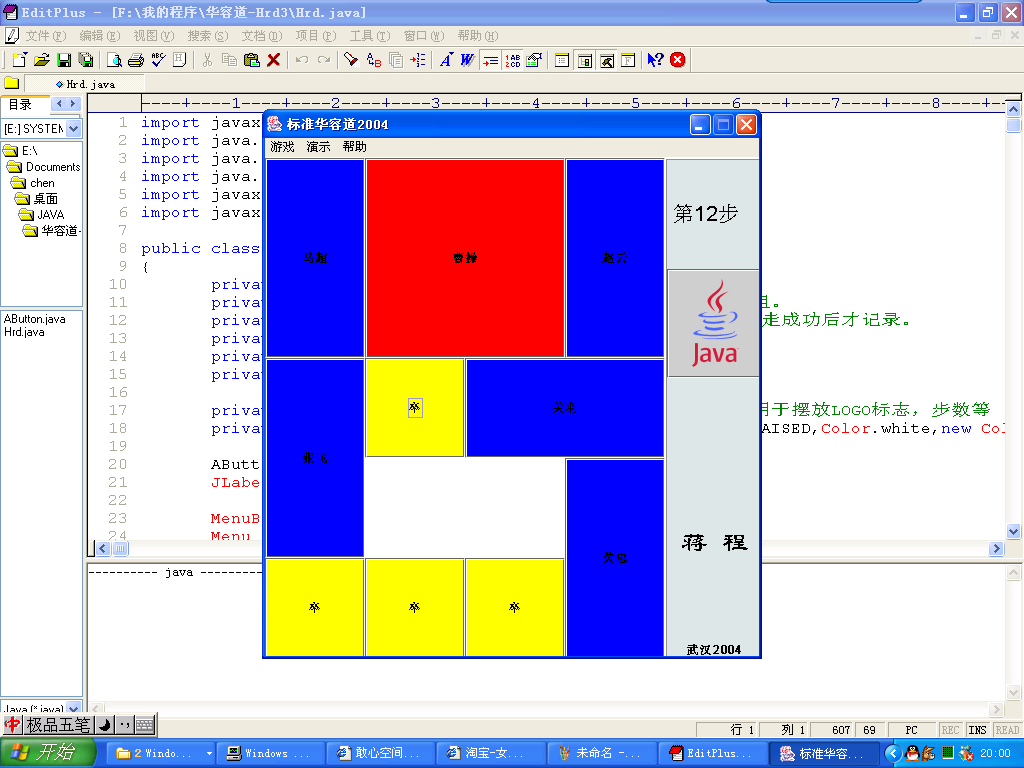 EditPlus - [F:\我的程序\华容道-Hrd3\Hrd.java]
文件(F) 编辑(E) 视图(V) 搜索(S) 文档(D) 项目(P) 工具(T) 窗口(W) 帮助(H)
Hrd.java
目录
[E:] SYSTEM
E:\
Documents
chen
桌面
JAVA
华容道-
AButton.java
Hrd.java
Java (*.java)
----+----1----+----2----+----3----+----4----+----5----+----6----+----7----+----8----+--
1 import javax
2 import java.
3 import java.
4 import java.
5 import javax
6 import javax
7
8 public class
9 {
10 priva
11 priva
12 priva 走成功后才记录。
13 priva
14 priva
15 priva
16
17 priva 用于摆放LOGO标志，步数等
18 priva AISED,Color.white,new Col
19
20 AButt
21 JLabe
22
23 MenuB
24 Menu
标准华容道2004
游戏 演示 帮助
马超
曹操
赵云
第12步
Java
张飞
卒
卒
卒
卒
蒋 程
武汉2004
---------- java ----------
中 极品五笔
行 1 列 1 607 69 PC REC INS READ
开始
2 Windo...
Windows
敢心空间...
淘宝-女...
未命名 -...
EditPlus...
标准华容...
20:00